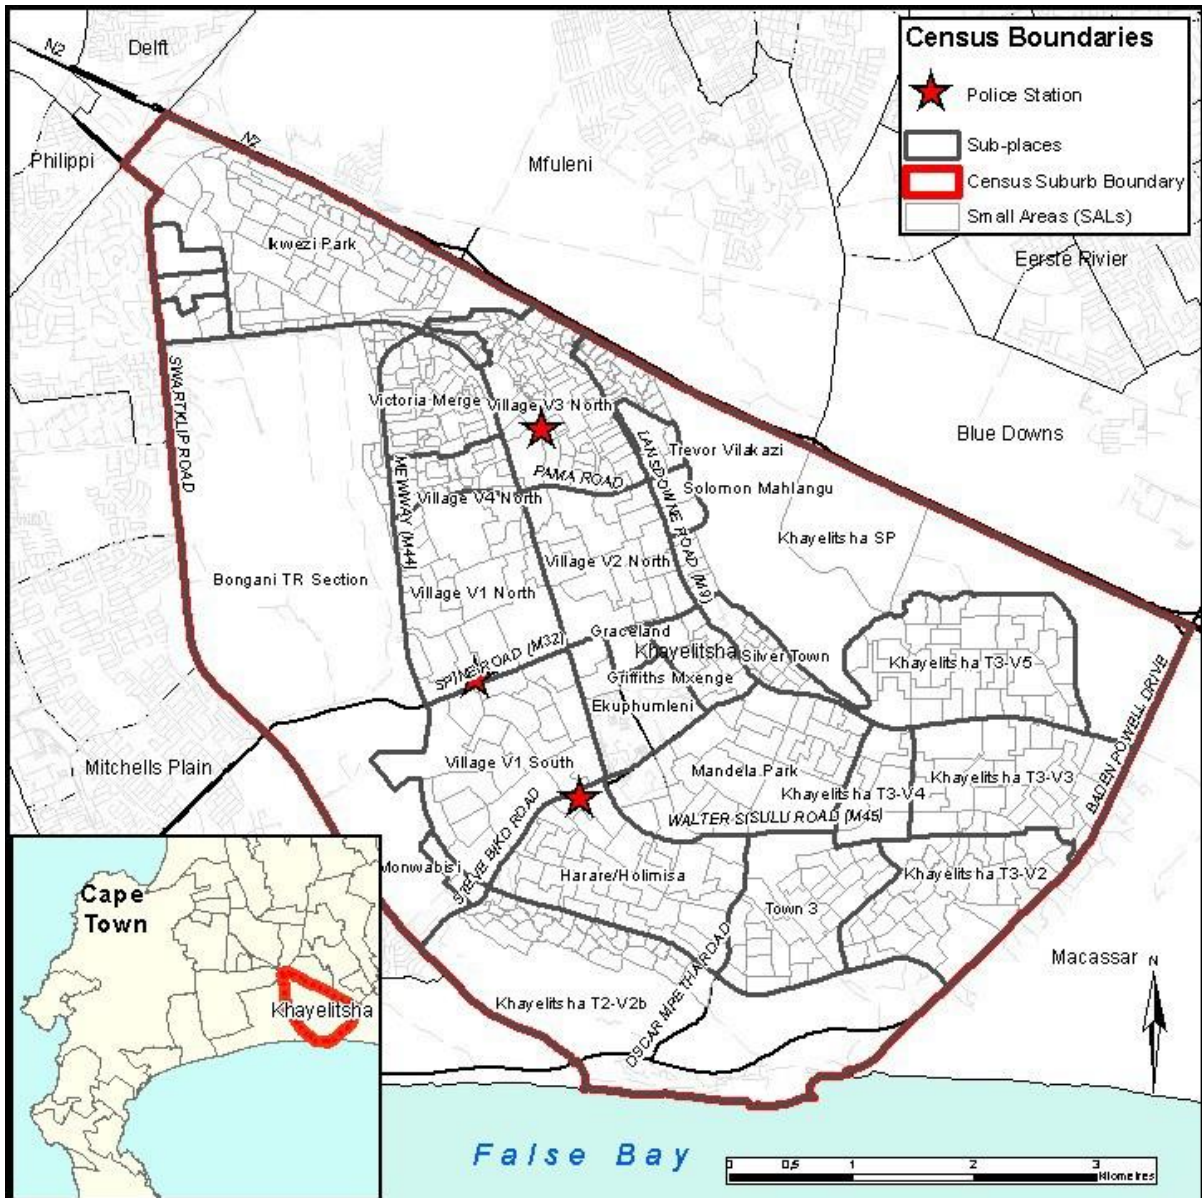 Census Boundaries
Police Station
Sub-places
Census Suburb Boundary
Small Areas (SALs)
N2
Delft
Philippi
N2
Mfuleni
Eerste Rivier
Ikwezi Park
SWARTKLIP ROAD
Victoria Merge
Village V3 North
Blue Downs
LANSDOWNE ROAD (M9)
Trevor Vilakazi
PAMA ROAD
Solomon Mahlangu
MEWWAY (M44)
Village V4 North
Khayelitsha SP
Bongani TR Section
Village V2 North
Village V1 North
Graceland
SPINE ROAD (M32)
Khayelitsha
Silver Town
Khayelitsha T3-V5
Griffiths Mxenge
Ekuphumleni
BADEN POWELL DRIVE
Mitchells Plain
Village V1 South
Mandela Park
Khayelitsha T3-V3
Khayelitsha T3-V4
WALTER SISULU ROAD (M45)
STEVE BIKO ROAD
Monwabisi
Harare/Holimisa
Khayelitsha T3-V2
Town 3
Cape
Town
Khayelitsha
OSCAR MPETHA ROAD
Macassar
N
Khayelitsha T2-V2b
False Bay
0 0,5 1 2 3
Kilometres